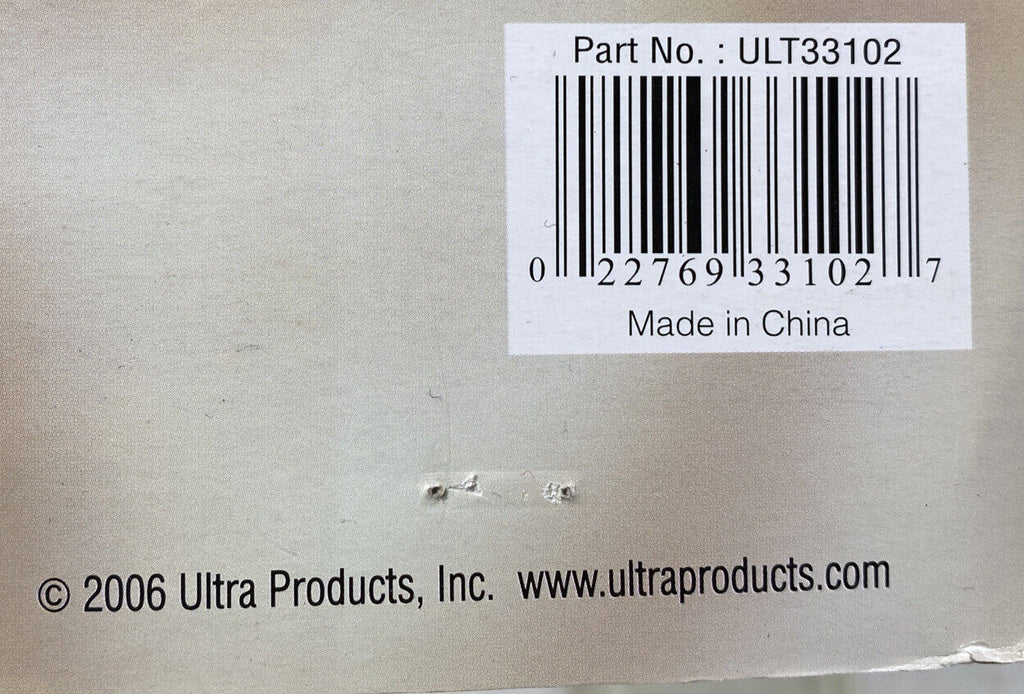 Part No. : ULT33102
0 22769 33102 7
Made in China
© 2006 Ultra Products, Inc. www.ultraproducts.com